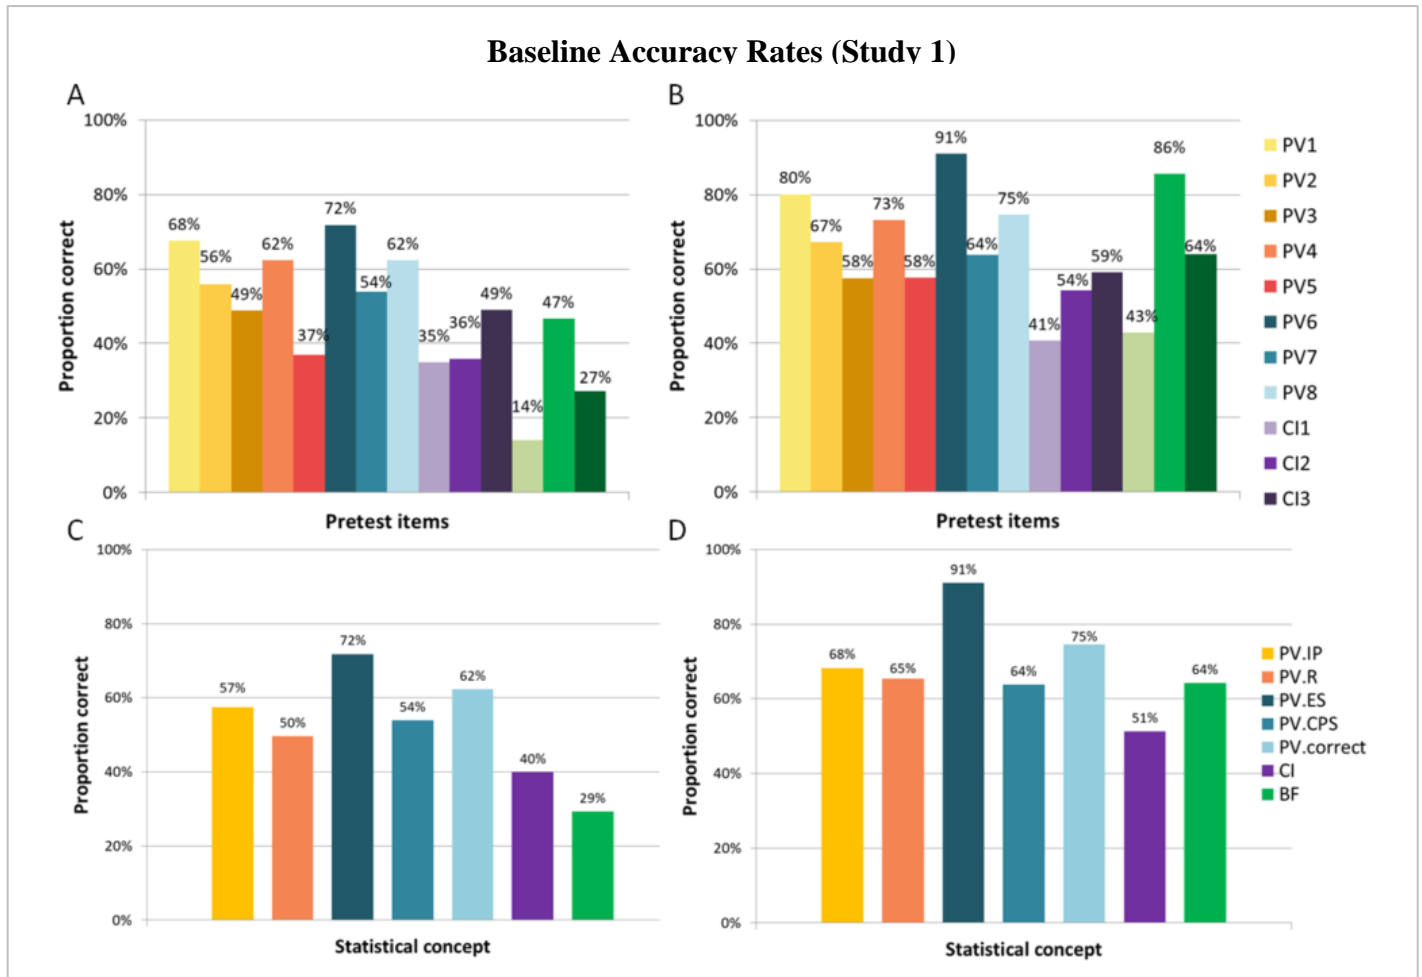 Baseline Accuracy Rates (Study 1)
A
Proportion correct
100%
80%
60%
40%
20%
0%
68%
56%
49%
62%
37%
72%
54%
62%
35%
36%
49%
14%
47%
27%
Pretest items
B
Proportion correct
100%
80%
60%
40%
20%
0%
80%
67%
58%
73%
58%
91%
64%
75%
41%
54%
59%
43%
86%
64%
Pretest items
PV1
PV2
PV3
PV4
PV5
PV6
PV7
PV8
CI1
CI2
CI3
C
Proportion correct
100%
80%
60%
40%
20%
0%
57%
50%
72%
54%
62%
40%
29%
Statistical concept
D
Proportion correct
100%
80%
60%
40%
20%
0%
68%
65%
91%
64%
75%
51%
64%
Statistical concept
PV.IP
PV.R
PV.ES
PV.CPS
PV.correct
CI
BF